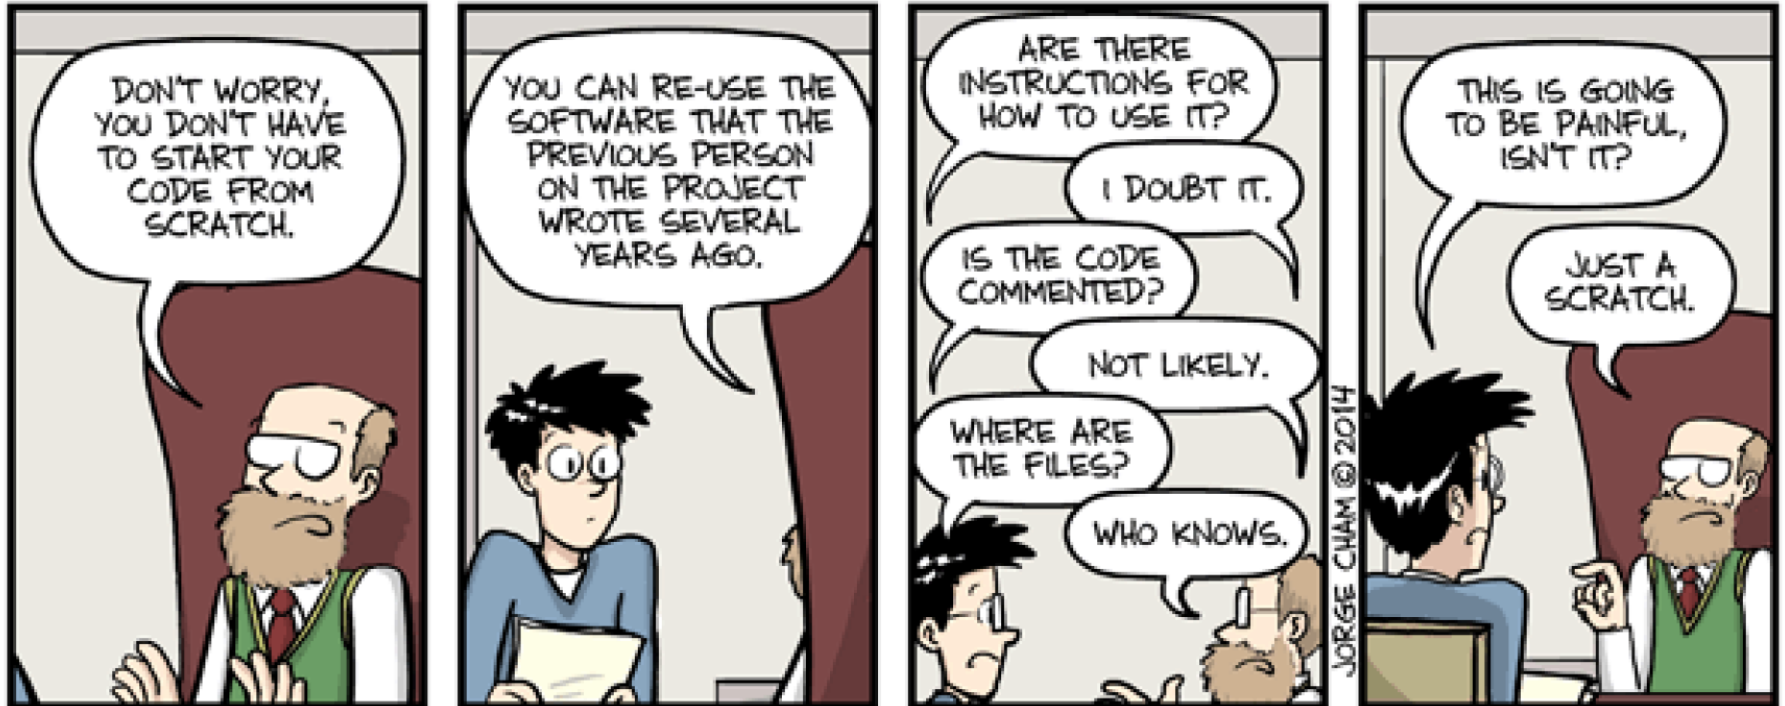 DON'T WORRY,
YOU DON'T HAVE
TO START YOUR
CODE FROM
SCRATCH.
YOU CAN RE-USE THE
SOFTWARE THAT THE
PREVIOUS PERSON
ON THE PROJECT
WROTE SEVERAL
YEARS AGO.
ARE THERE
INSTRUCTIONS FOR
HOW TO USE IT?
I DOUBT IT.
IS THE CODE
COMMENTED?
NOT LIKELY.
WHERE ARE
THE FILES?
WHO KNOWS.
JORGE CHAM © 2014
THIS IS GOING
TO BE PAINFUL,
ISN'T IT?
JUST A
SCRATCH.